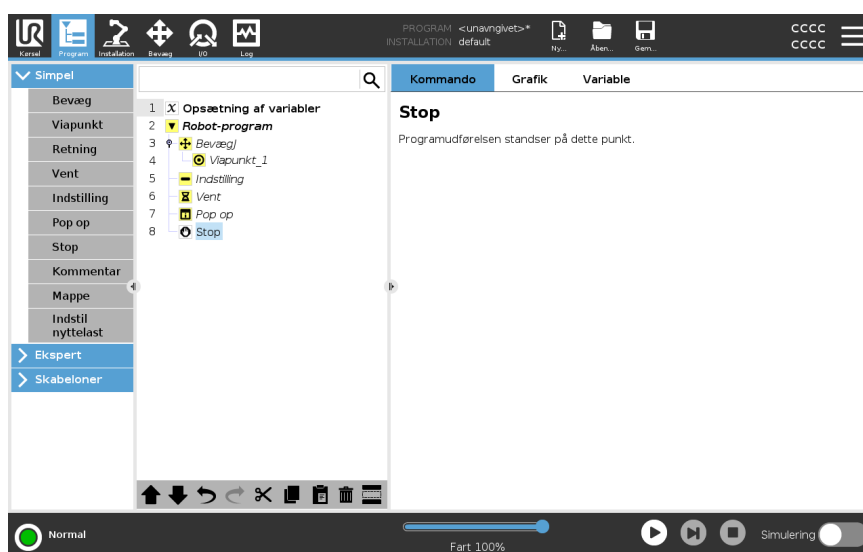 PROGRAM <unavngivet>*
INSTALLATION default
Kørsel
Program
Installation
Bevæg
I/O
Log
Ny...
Åben...
Gem...
CCCC
CCCC
Simpel
Bevæg
Viapunkt
Retning
Vent
Indstilling
Pop op
Stop
Kommentar
Mappe
Indstil
nyttelast
Ekspert
Skabeloner
1 X Opsætning af variabler
2 Robot-program
3 BevægJ
4 Viapunkt_1
5 Indstilling
6 Vent
7 Pop op
8 Stop
Kommando
Grafik
Variable
Stop
Programudførelsen standser på dette punkt.
Normal
Fart 100%
Simulering